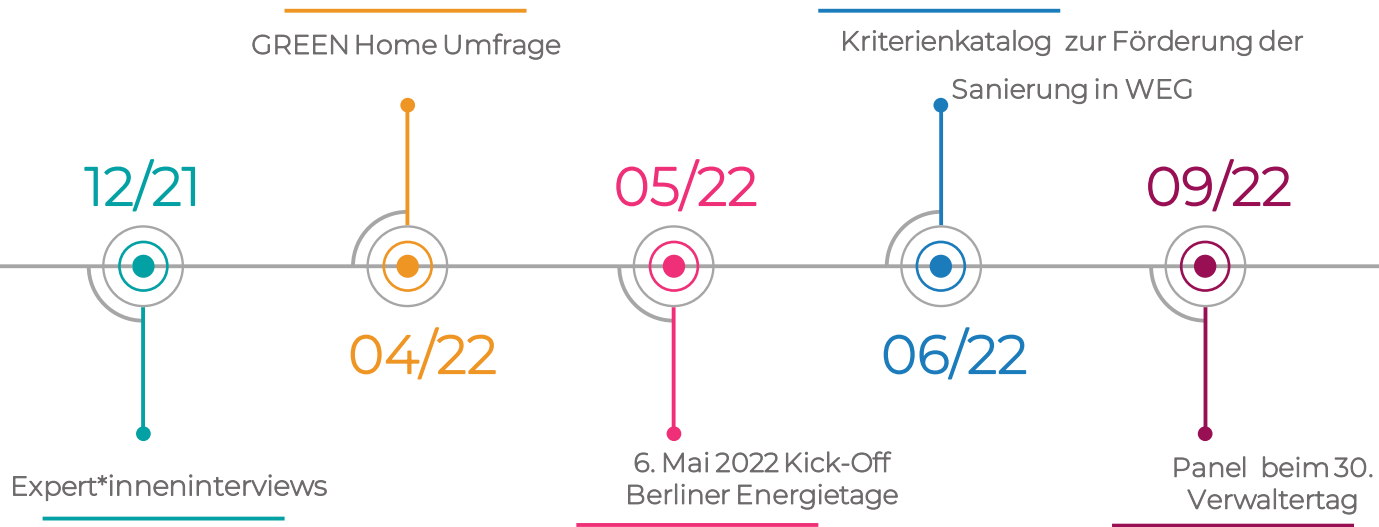 GREEN Home Umfrage
Kriterienkatalog zur Förderung der
Sanierung in WEG
12/21
05/22
09/22
04/22
06/22
Expert*inneninterviews
6. Mai 2022 Kick-Off
Berliner Energietage
Panel beim 30.
Verwaltertag